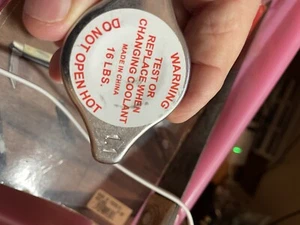 WARNING
TEST OR
REPLACE WHEN
CHANGING COOLANT
MADE IN CHINA
16 LBS.
DO NOT OPEN HOT